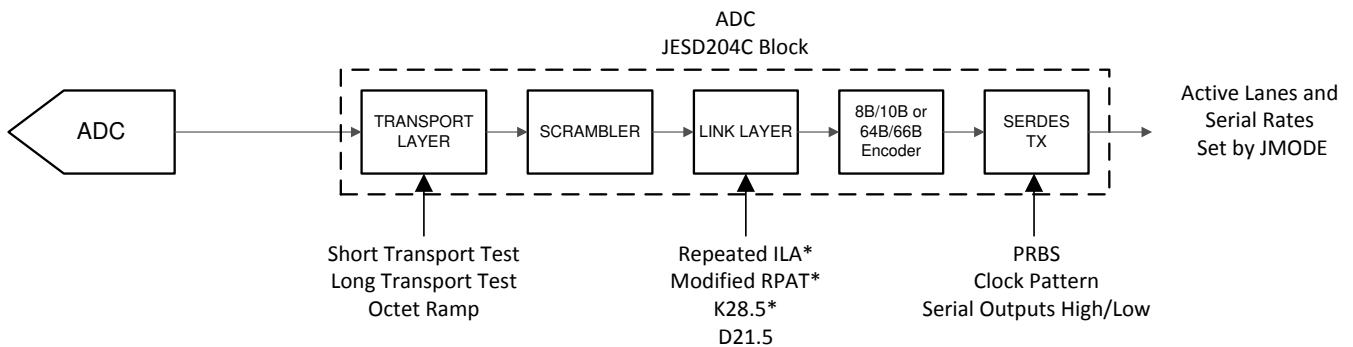 ADC
JESD204C Block
ADC
TRANSPORT
LAYER
SCRAMBLER
LINK LAYER
8B/10B or
64B/66B
Encoder
SERDES
TX
Active Lanes and
Serial Rates
Set by JMODE
Short Transport Test
Long Transport Test
Octet Ramp
Repeated ILA*
Modified RPAT*
K28.5*
D21.5
PRBS
Clock Pattern
Serial Outputs High/Low